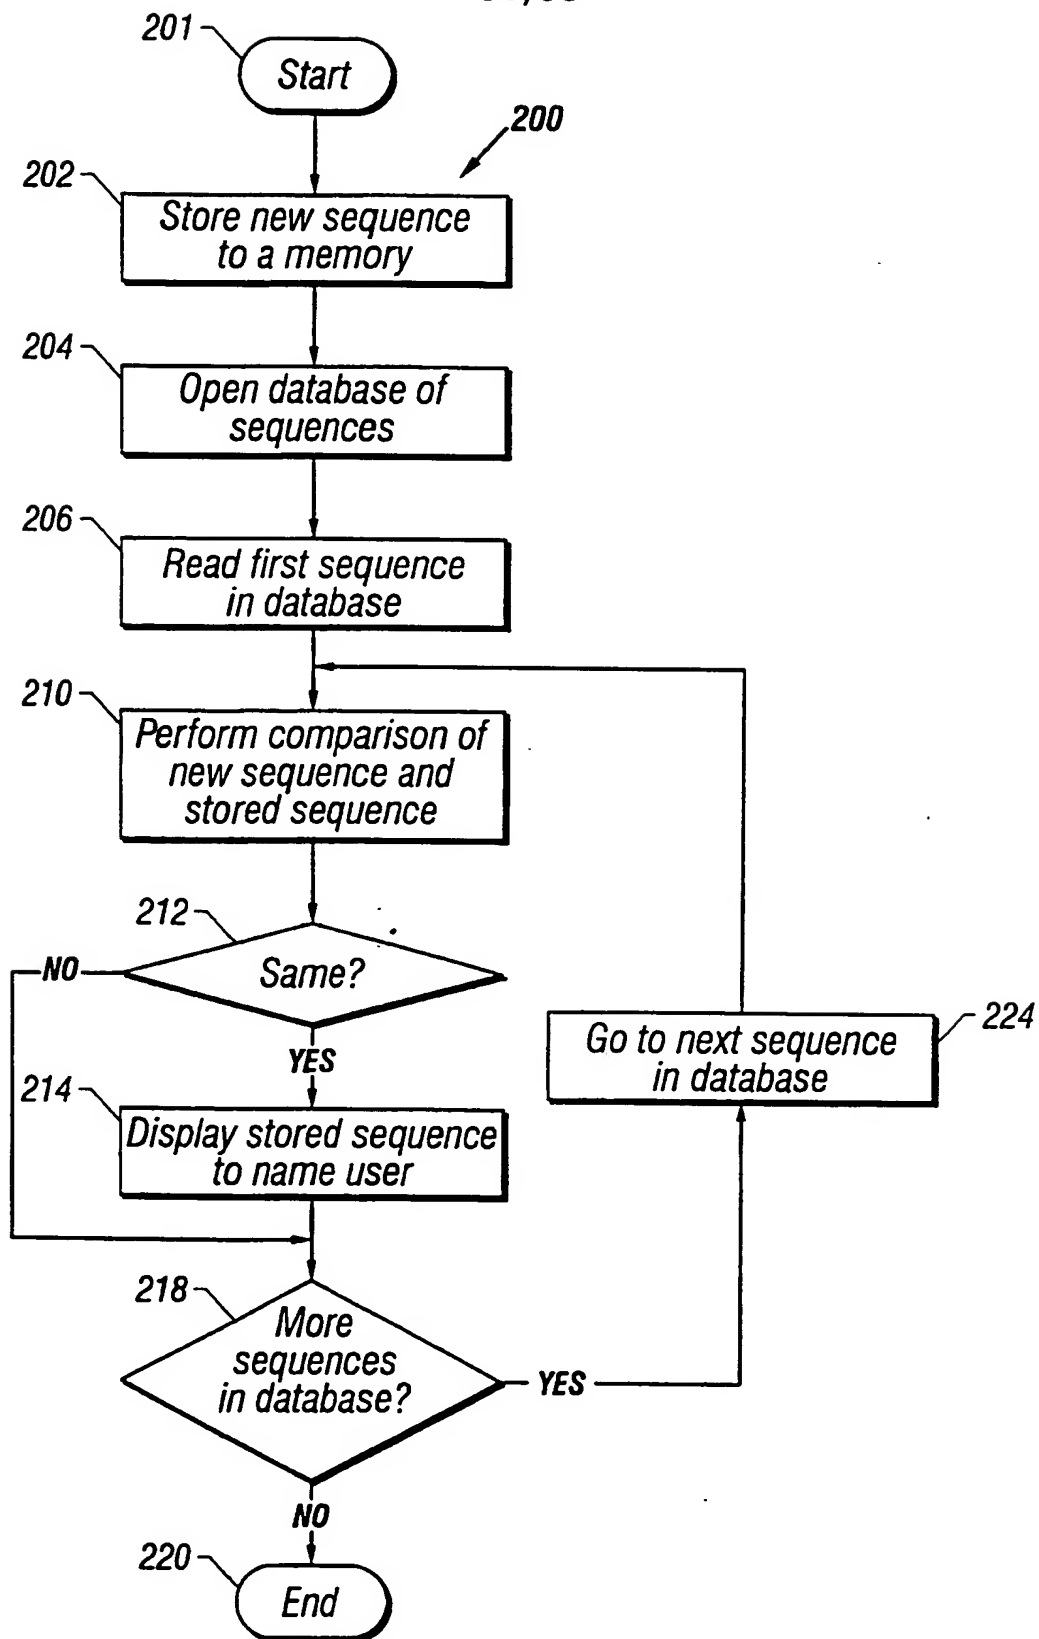 201
Start
200
202
Store new sequence
to a memory
204
Open database of
sequences
206
Read first sequence
in database
210
Perform comparison of
new sequence and
stored sequence
212
NO
Same?
YES
224
Go to next sequence
in database
214
Display stored sequence
to name user
218
More
sequences
in database?
YES
NO
220
End